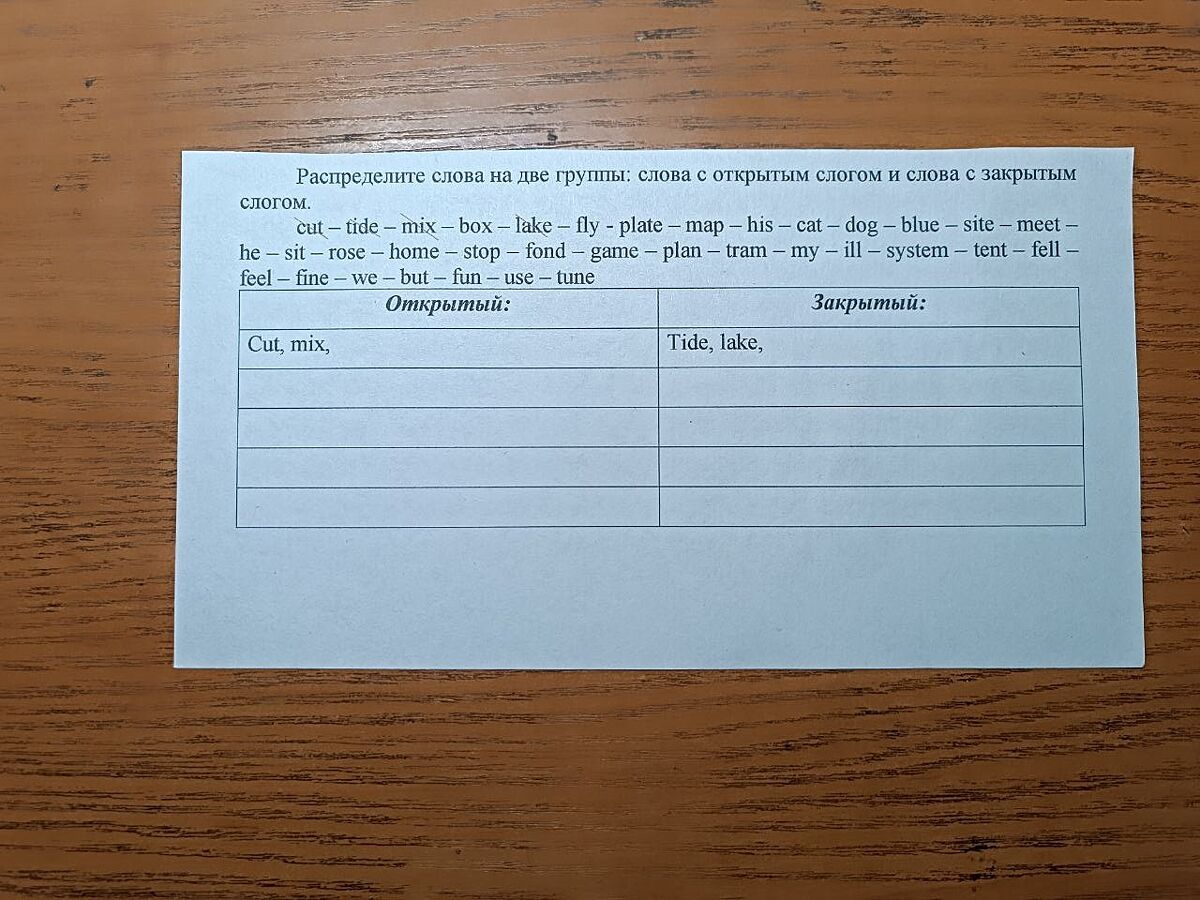 Распределите слова на две группы: слова с открытым слогом и слова с закрытым
слогом.
cut – tide – mix – box – lake – fly - plate – map – his – cat – dog – blue – site – meet –
he – sit – rose – home – stop – fond – game – plan – tram – my – ill – system – tent – fell –
feel – fine – we – but – fun – use – tune
Открытый: Закрытый:
Cut, mix, Tide, lake,